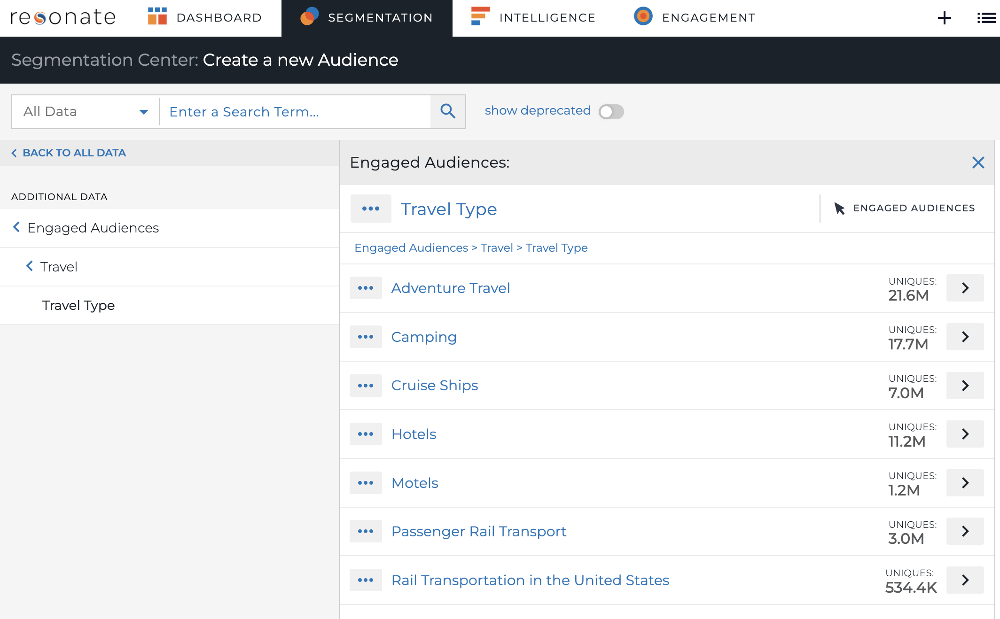 resonate
DASHBOARD
SEGMENTATION
INTELLIGENCE
ENGAGEMENT
Segmentation Center: Create a new Audience
All Data
Enter a Search Term...
show deprecated
BACK TO ALL DATA
ADDITIONAL DATA
Engaged Audiences
Travel
Travel Type
Engaged Audiences:
Travel Type
ENGAGED AUDIENCES
Engaged Audiences > Travel > Travel Type
Adventure Travel
UNIQUES:
21.6M
Camping
UNIQUES:
17.7M
Cruise Ships
UNIQUES:
7.0M
Hotels
UNIQUES:
11.2M
Motels
UNIQUES:
1.2M
Passenger Rail Transport
UNIQUES:
3.0M
Rail Transportation in the United States
UNIQUES:
534.4K